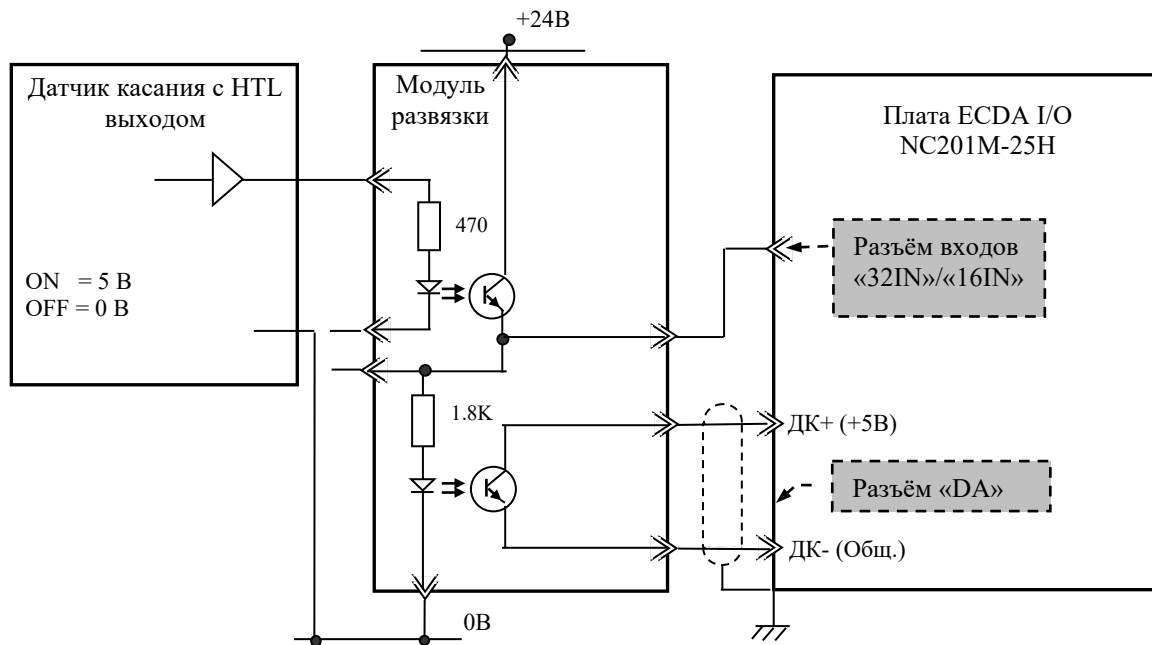 +24В
Датчик касания с HTL
выходом
Модуль
развязки
Плата ECDA I/O
NC201M-25H
470
Разъём входов
«32IN»/«16IN»
ON = 5 В
OFF = 0 В
1.8K
ДК+ (+5В)
Разъём «DA»
ДК- (Общ.)
0В